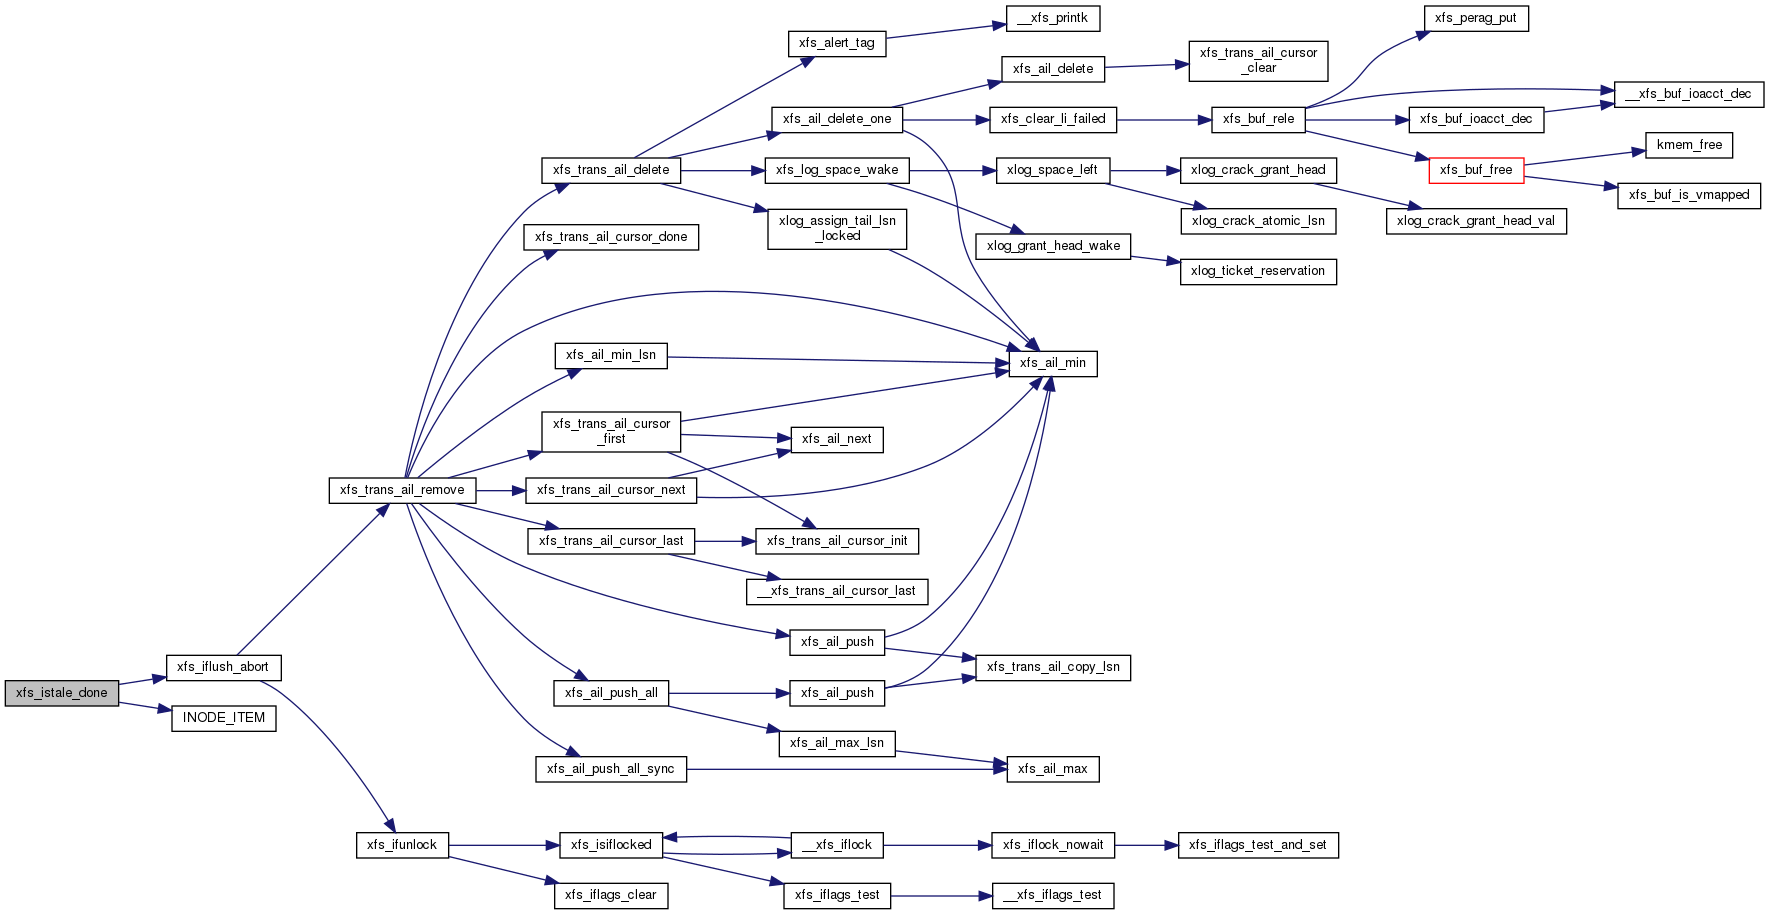 __xfs_printk
xfs_perag_put
xfs_alert_tag
xfs_trans_ail_cursor
_clear
xfs_ail_delete
__xfs_buf_ioacct_dec
xfs_ail_delete_one
xfs_clear_li_failed
xfs_buf_rele
xfs_buf_ioacct_dec
kmem_free
xfs_trans_ail_delete
xfs_log_space_wake
xlog_space_left
xlog_crack_grant_head
xfs_buf_free
xfs_buf_is_vmapped
xlog_assign_tail_lsn
_locked
xlog_crack_atomic_lsn
xlog_crack_grant_head_val
xfs_trans_ail_cursor_done
xlog_grant_head_wake
xlog_ticket_reservation
xfs_ail_min_lsn
xfs_ail_min
xfs_trans_ail_cursor
_first
xfs_ail_next
xfs_trans_ail_remove
xfs_trans_ail_cursor_next
xfs_trans_ail_cursor_last
xfs_trans_ail_cursor_init
__xfs_trans_ail_cursor_last
xfs_ail_push
xfs_iflush_abort
xfs_trans_ail_copy_lsn
xfs_istale_done
xfs_ail_push_all
xfs_ail_push
INODE_ITEM
xfs_ail_max_lsn
xfs_ail_push_all_sync
xfs_ail_max
xfs_ifunlock
xfs_isiflocked
__xfs_iflock
xfs_iflock_nowait
xfs_iflags_test_and_set
xfs_iflags_clear
xfs_iflags_test
__xfs_iflags_test